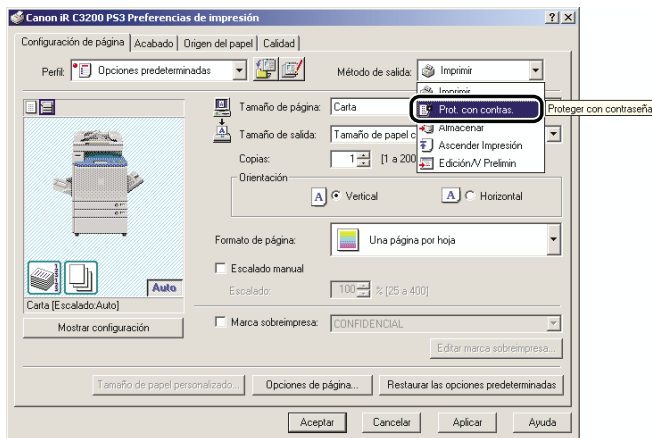 Canon iR C3200 PS3 Preferencias de impresión
Configuración de página Acabado Origen del papel Calidad
Perfil: Opciones predeterminadas Método de salida: Imprimir
Imprimir
Prot. con contras. Proteger con contraseña
Almacenar
Ascender Impresión
Edición/V Prelimin
Tamaño de página: Carta
Tamaño de salida: Tamaño de papel c
Copias: 1 [1 a 200
Orientación
A Vertical A Horizontal
Formato de página: Una página por hoja
Escalado manual
Escalado: 100 % [25 a 400]
Auto
Carta [Escalado:Auto]
Mostrar configuración
Marca sobreimpresa: CONFIDENCIAL
Editar marca sobreimpresa...
Tamaño de papel personalizado... Opciones de página... Restaurar las opciones predeterminadas
Aceptar Cancelar Aplicar Ayuda